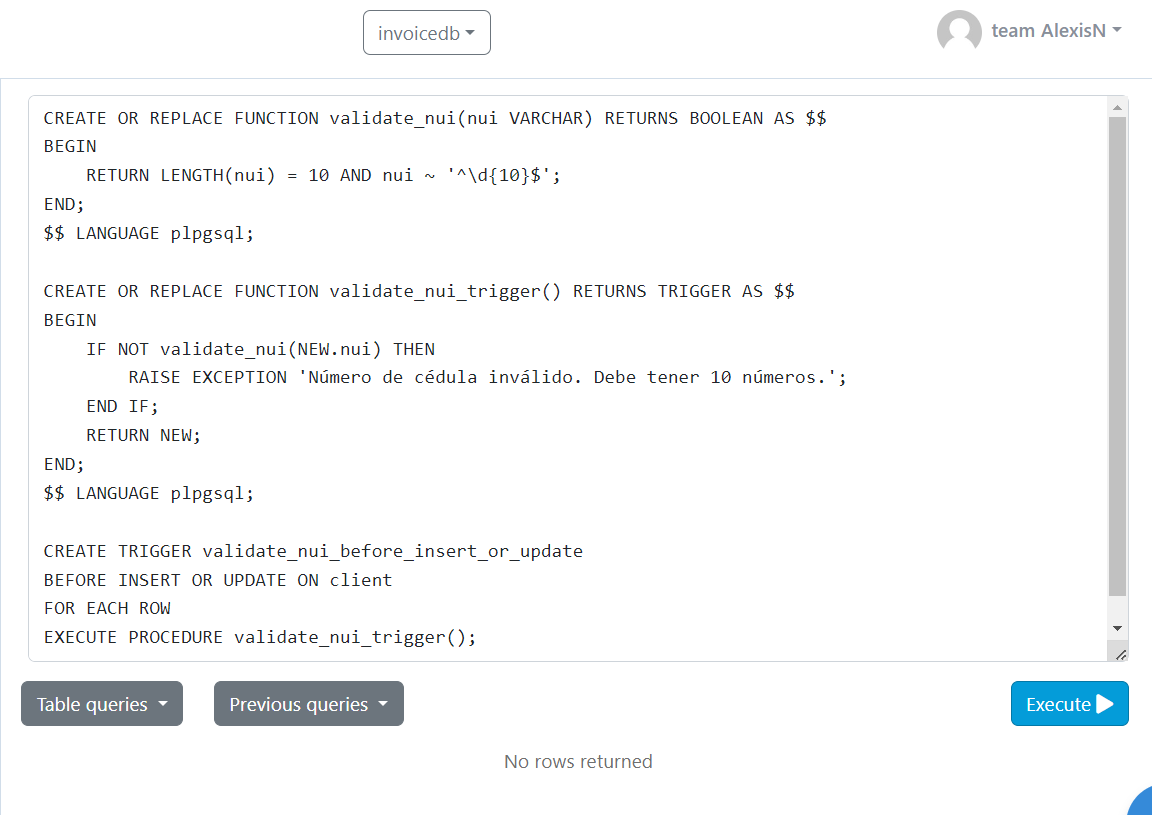 invoicedb
team AlexisN
CREATE OR REPLACE FUNCTION validate_nui(nui VARCHAR) RETURNS BOOLEAN AS $$
BEGIN
    RETURN LENGTH(nui) = 10 AND nui ~ '^\d{10}$';
END;
$$ LANGUAGE plpgsql;

CREATE OR REPLACE FUNCTION validate_nui_trigger() RETURNS TRIGGER AS $$
BEGIN
    IF NOT validate_nui(NEW.nui) THEN
        RAISE EXCEPTION 'Número de cédula inválido. Debe tener 10 números.';
    END IF;
    RETURN NEW;
END;
$$ LANGUAGE plpgsql;

CREATE TRIGGER validate_nui_before_insert_or_update
BEFORE INSERT OR UPDATE ON client
FOR EACH ROW
EXECUTE PROCEDURE validate_nui_trigger();
Table queries
Previous queries
Execute
No rows returned